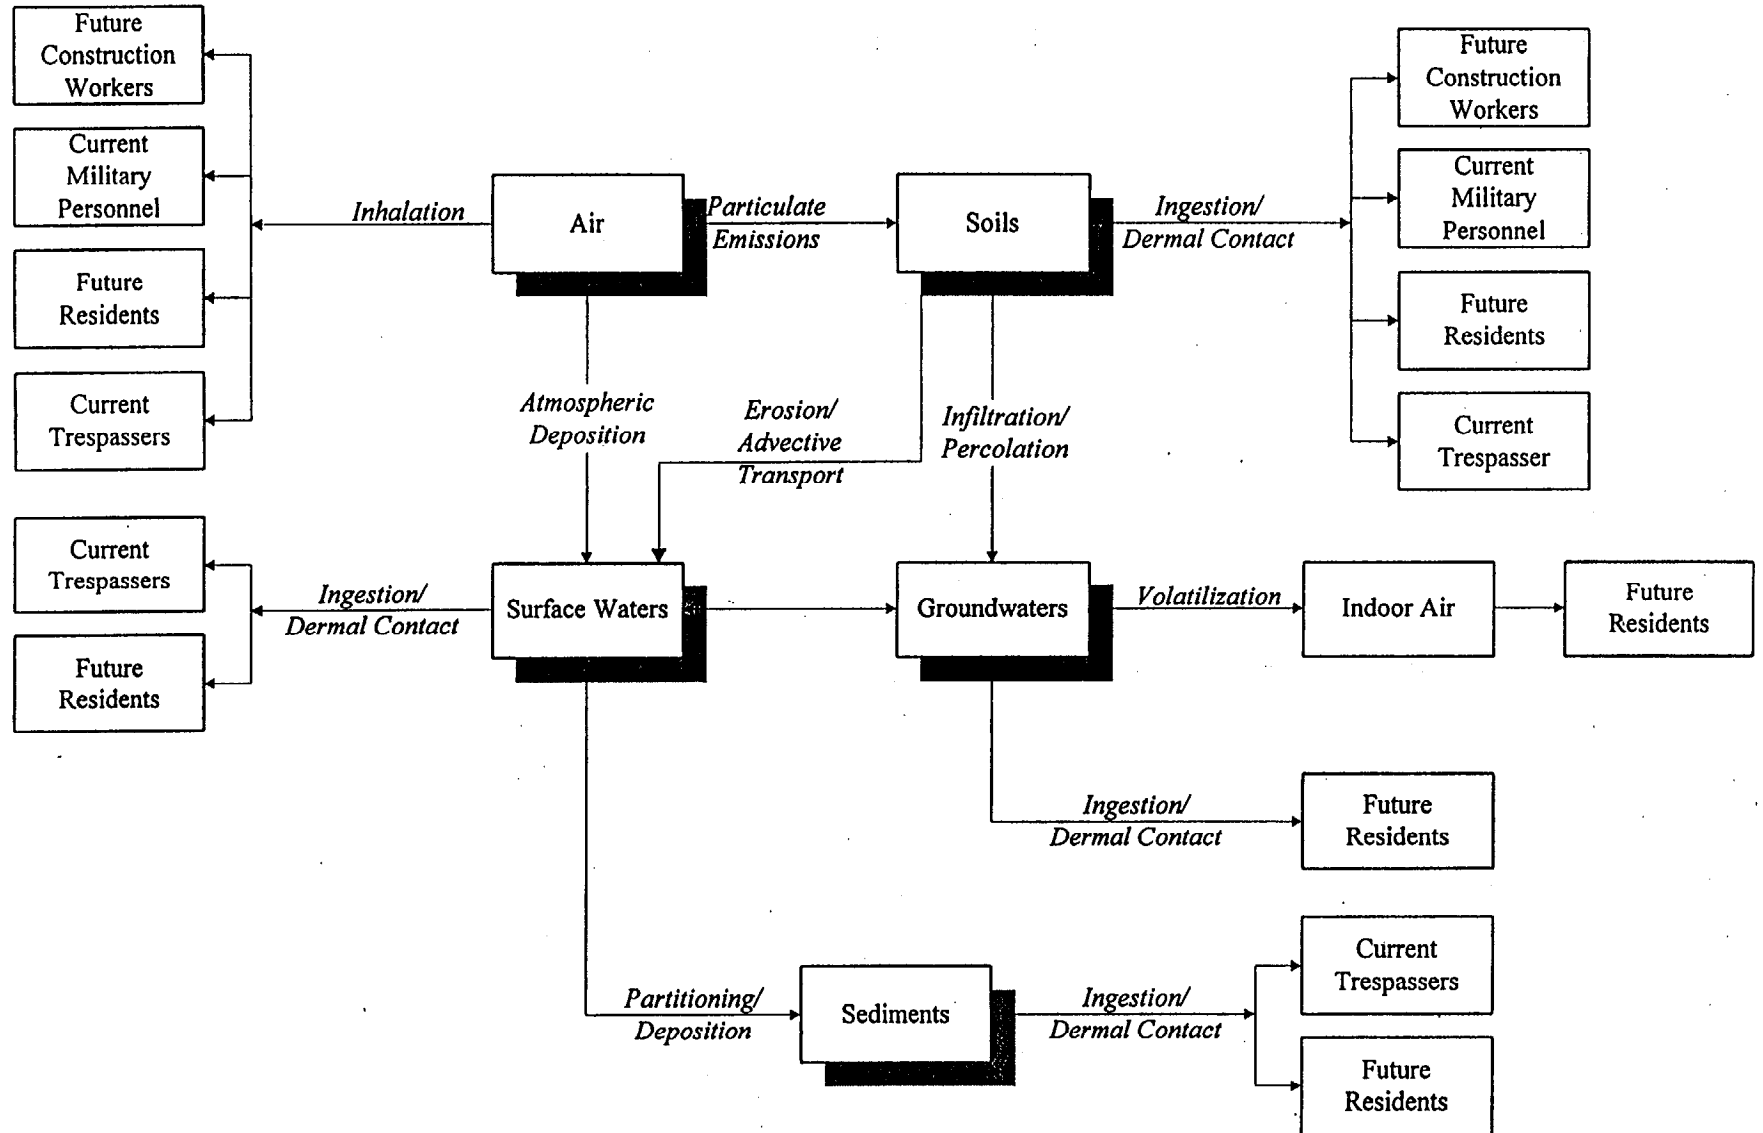 Future
Construction
Workers
Current
Military
Personnel
Future
Residents
Current
Trespassers
Inhalation
Air
Particulate
Emissions
Soils
Ingestion/
Dermal Contact
Future
Construction
Workers
Current
Military
Personnel
Future
Residents
Current
Trespasser
Atmospheric
Deposition
Erosion/
Advective
Transport
Infiltration/
Percolation
Current
Trespassers
Future
Residents
Ingestion/
Dermal Contact
Surface Waters
Groundwaters
Volatilization
Indoor Air
Future
Residents
Ingestion/
Dermal Contact
Future
Residents
Partitioning/
Deposition
Sediments
Ingestion/
Dermal Contact
Current
Trespassers
Future
Residents